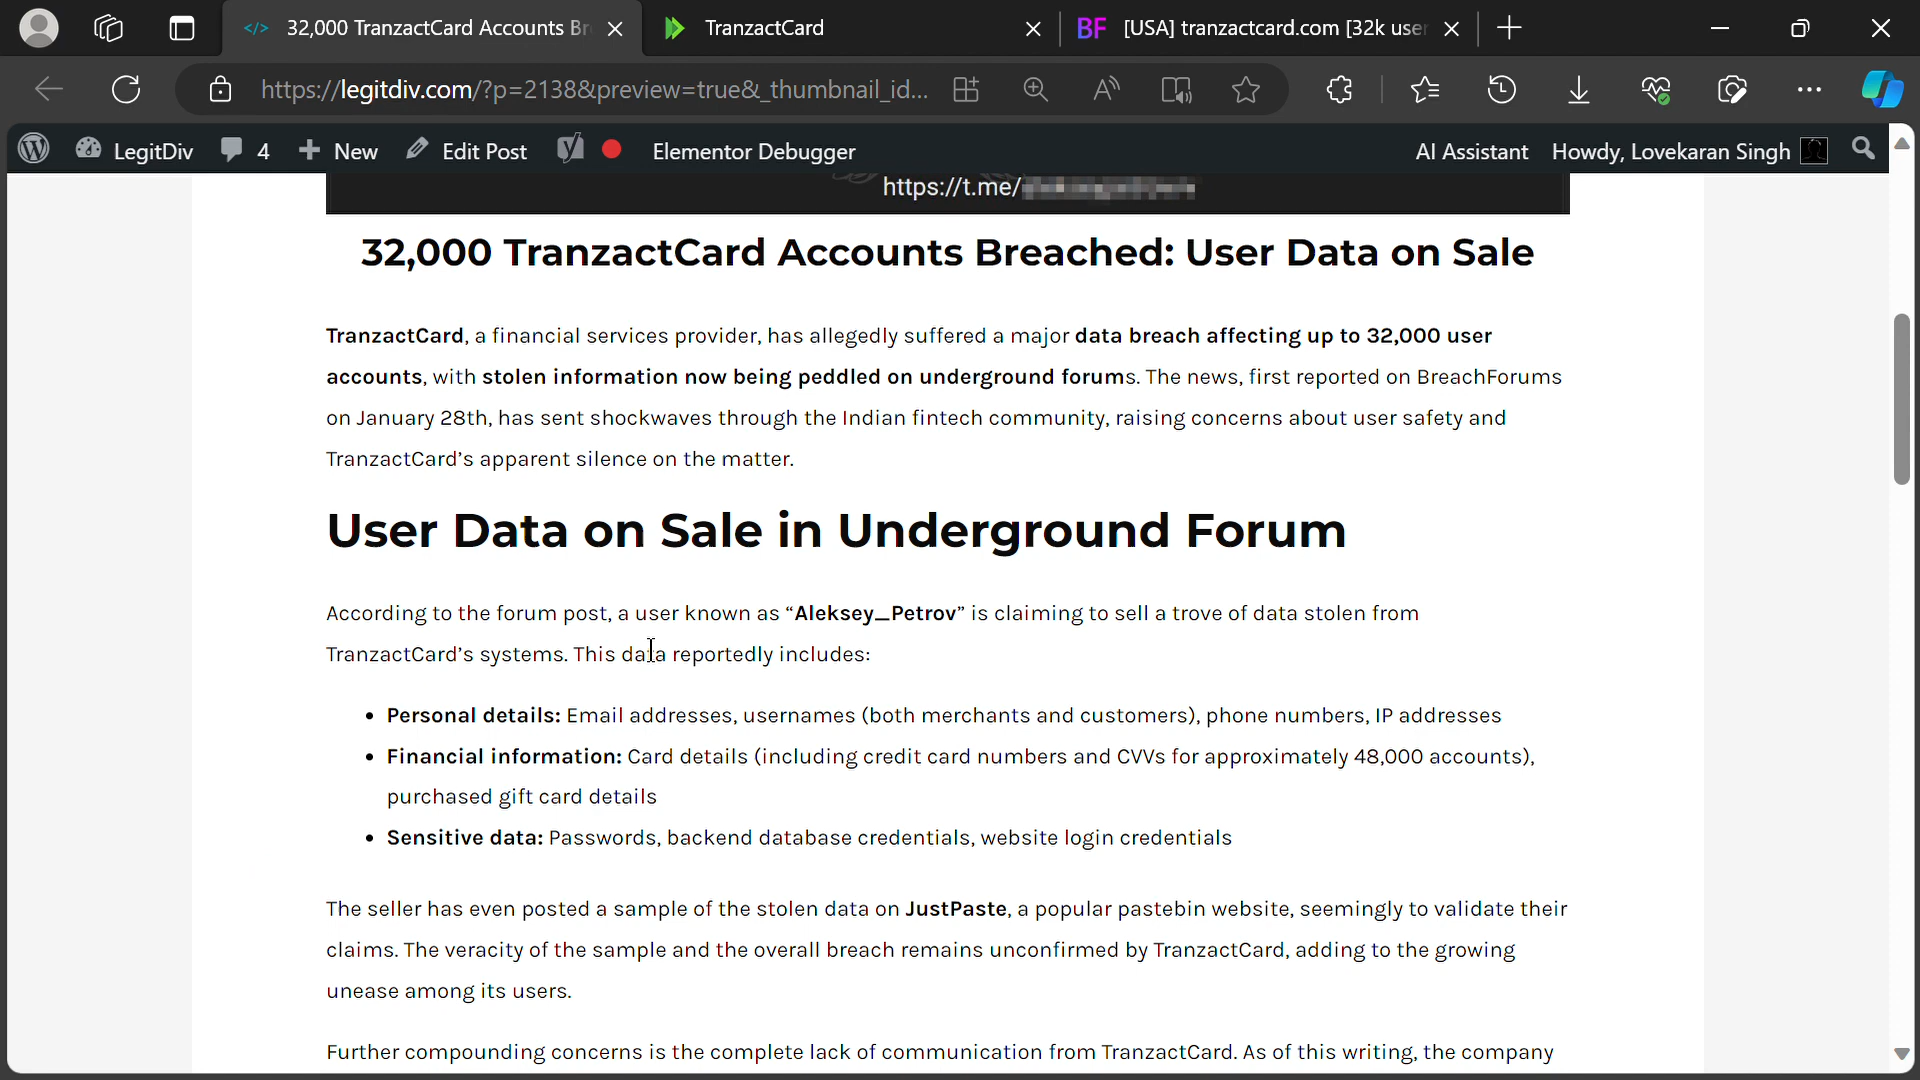 32,000 TranzactCard Accounts Br
TranzactCard
BF [USA] tranzactcard.com [32k user
https://legitdiv.com/?p=2138&preview=true&_thumbnail_id...
LegitDiv 4 New Edit Post Elementor Debugger AI Assistant Howdy, Lovekaran Singh
https://t.me/
32,000 TranzactCard Accounts Breached: User Data on Sale
TranzactCard, a financial services provider, has allegedly suffered a major data breach affecting up to 32,000 user
accounts, with stolen information now being peddled on underground forums. The news, first reported on BreachForums
on January 28th, has sent shockwaves through the Indian fintech community, raising concerns about user safety and
TranzactCard’s apparent silence on the matter.
User Data on Sale in Underground Forum
According to the forum post, a user known as “Aleksey_Petrov” is claiming to sell a trove of data stolen from
TranzactCard’s systems. This data reportedly includes:
• Personal details: Email addresses, usernames (both merchants and customers), phone numbers, IP addresses
• Financial information: Card details (including credit card numbers and CVVs for approximately 48,000 accounts),
purchased gift card details
• Sensitive data: Passwords, backend database credentials, website login credentials
The seller has even posted a sample of the stolen data on JustPaste, a popular pastebin website, seemingly to validate their
claims. The veracity of the sample and the overall breach remains unconfirmed by TranzactCard, adding to the growing
unease among its users.
Further compounding concerns is the complete lack of communication from TranzactCard. As of this writing, the company